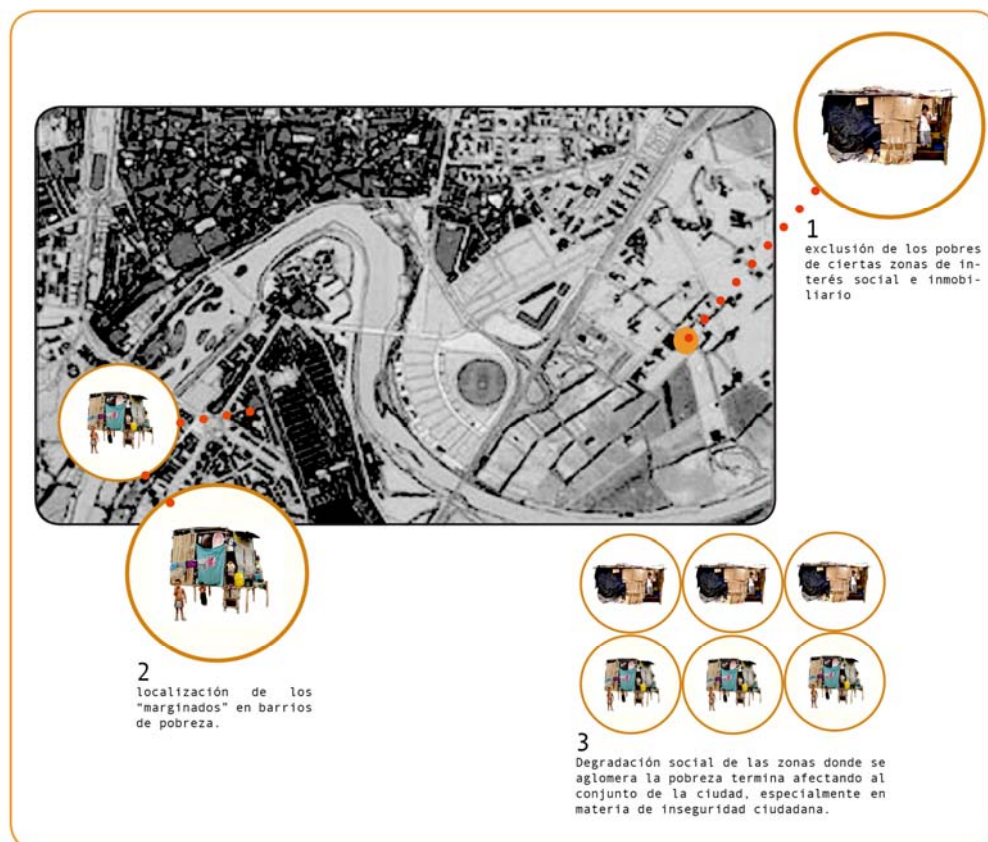 1
exclusión de los pobres
de ciertas zonas de in-
terés social e inmobi-
liario
2
localización de los
"marginados" en barrios
de pobreza.
3
Degradación social de las zonas donde se
aglomera la pobreza termina afectando al
conjunto de la ciudad, especialmente en
materia de inseguridad ciudadana.